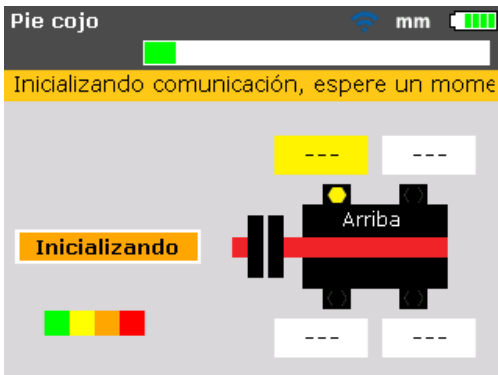 Pie cojo mm
Inicializando comunicación, espere un mome
--- ---
Arriba
Inicializando
--- ---